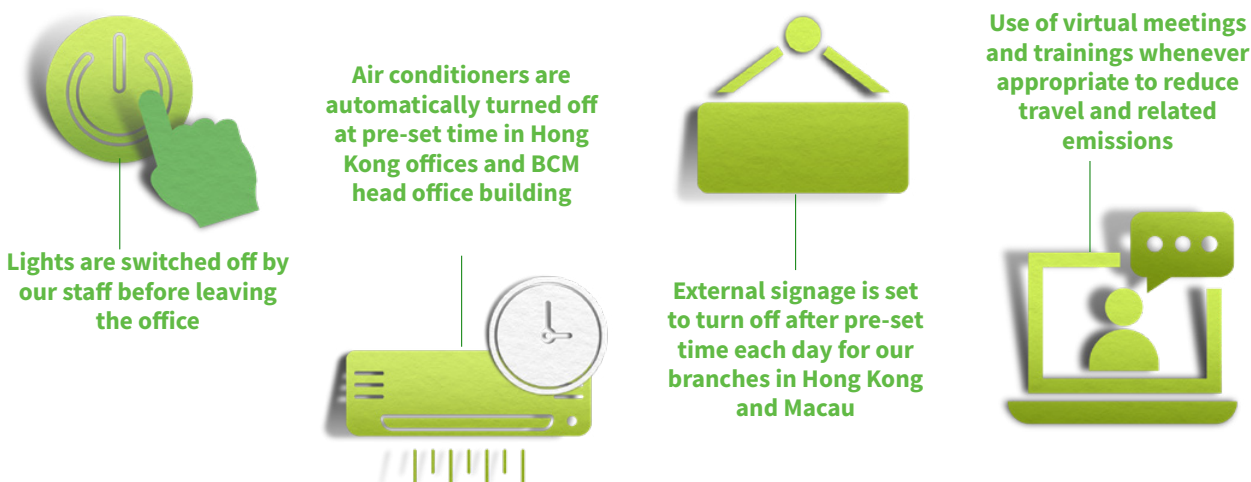 Lights are switched off by
our staff before leaving
the office
Air conditioners are
automatically turned off
at pre-set time in Hong
Kong offices and BCM
head office building
External signage is set
to turn off after pre-set
time each day for our
branches in Hong Kong
and Macau
Use of virtual meetings
and trainings whenever
appropriate to reduce
travel and related
emissions